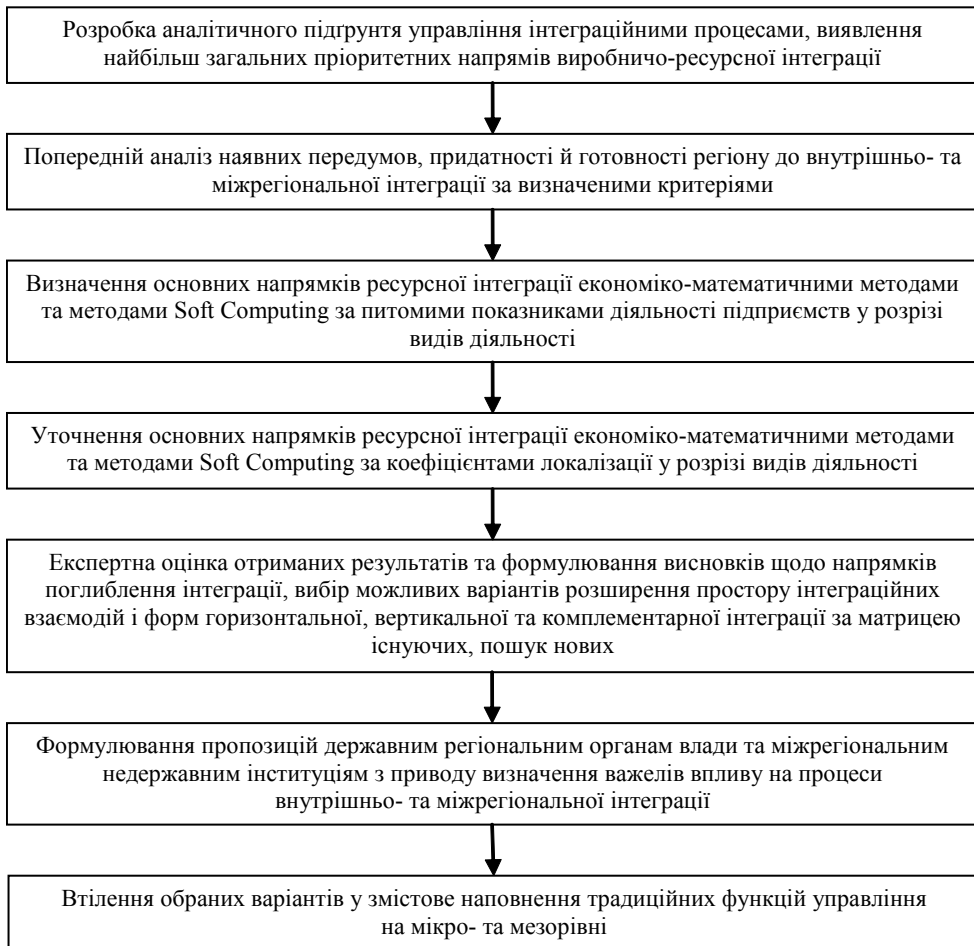 Розробка аналітичного підґрунтя управління інтеграційними процесами, виявлення
найбільш загальних пріоритетних напрямів виробничо-ресурсної інтеграції
Попередній аналіз наявних передумов, придатності й готовності регіону до внутрішньо- та
міжрегіональної інтеграції за визначеними критеріями
Визначення основних напрямків ресурсної інтеграції економіко-математичними методами
та методами Soft Computing за питомими показниками діяльності підприємств у розрізі
видів діяльності
Уточнення основних напрямків ресурсної інтеграції економіко-математичними методами
та методами Soft Computing за коефіцієнтами локалізації у розрізі видів діяльності
Експертна оцінка отриманих результатів та формулювання висновків щодо напрямків
поглиблення інтеграції, вибір можливих варіантів розширення простору інтеграційних
взаємодій і форм горизонтальної, вертикальної та комплементарної інтеграції за матрицею
існуючих, пошук нових
Формулювання пропозицій державним регіональним органам влади та міжрегіональним
недержавним інституціям з приводу визначення важелів впливу на процеси
внутрішньо- та міжрегіональної інтеграції
Втілення обраних варіантів у змістове наповнення традиційних функцій управління
на мікро- та мезорівні